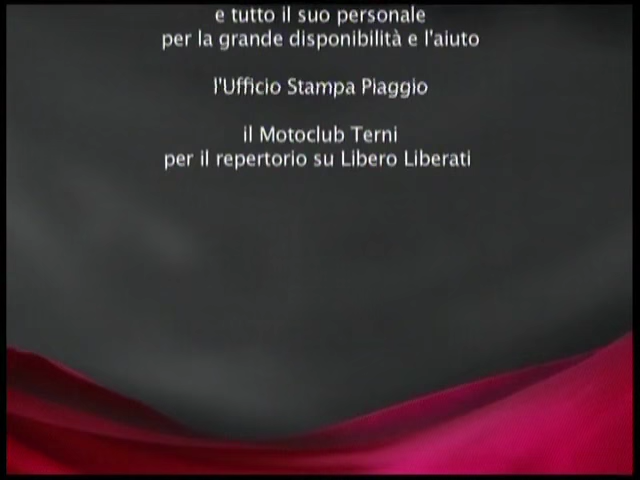 e tutto il suo personale
per la grande disponibilità e l'aiuto
l'Ufficio Stampa Piaggio
il Motoclub Terni
per il repertorio su Libero Liberati